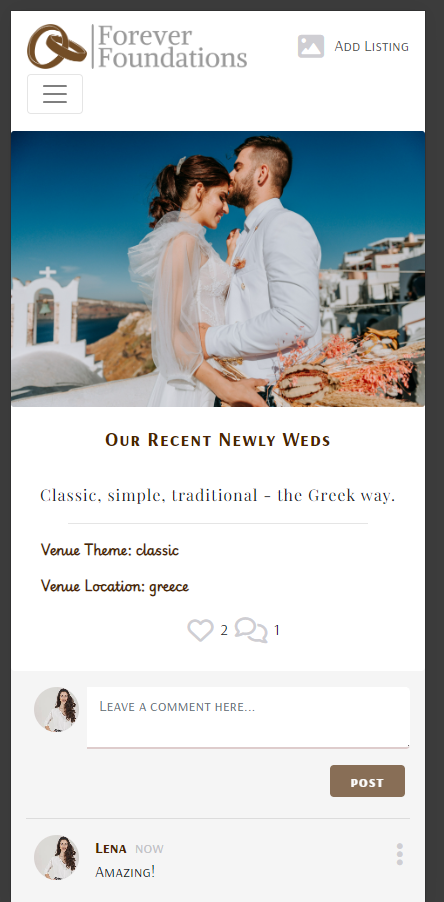 Forever
Foundations
Add Listing
Our Recent Newly Weds
Classic, simple, traditional - the Greek way.
Venue Theme: classic
Venue Location: greece
2 1
Leave a comment here...
POST
Lena now
Amazing!